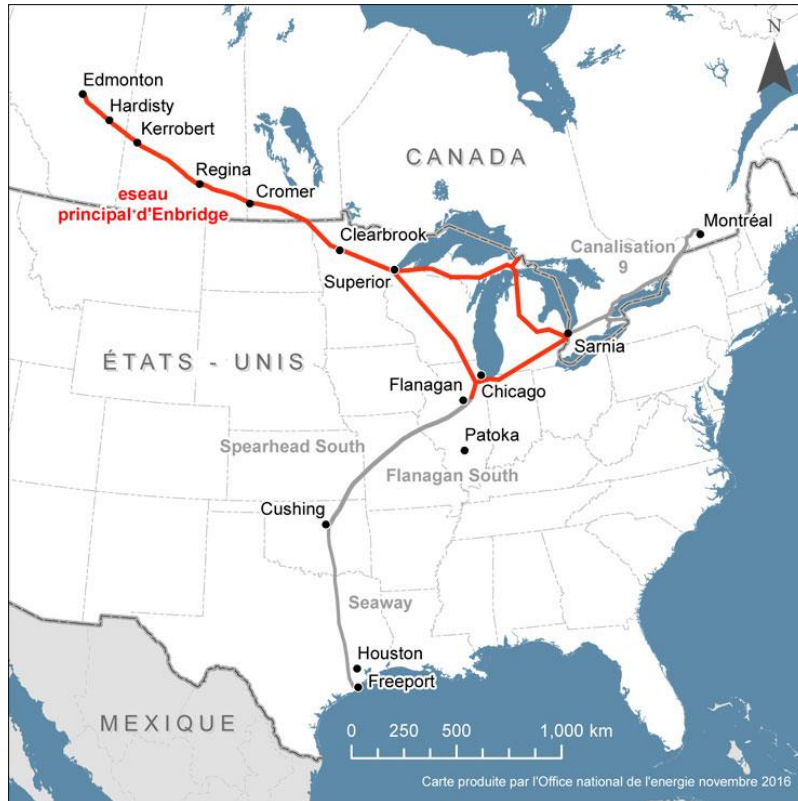 N
Edmonton
Hardisty
Kerrobert
Regina
Cromer
eseau
principal d'Enbridge
CANADA
Clearbrook
Superior
Montréal
Canalisation
9
Sarnia
ÉTATS - UNIS
Flanagan
Chicago
Patoka
Spearhead South
Flanagan South
Cushing
Seaway
Houston
Freeport
MEXIQUE
0 250 500 1,000 km
Carte produite par l'Office national de l'energie novembre 2016